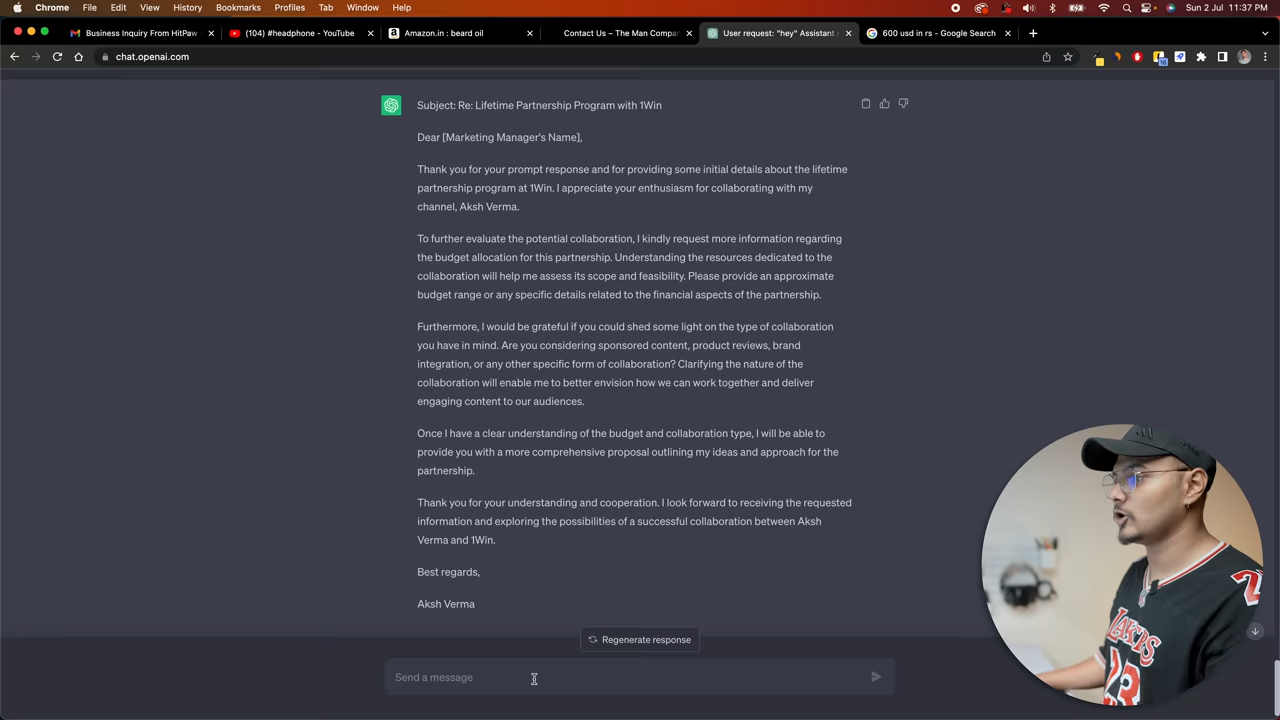 Chrome File Edit View History Bookmarks Profiles Tab Window Help Sun 2 Jul 11:37 PM
Business Inquiry From HitPaw (104) #headphone - YouTube Amazon.in : beard oil Contact Us – The Man Compa User request: "hey" Assistant 600 usd in rs - Google Search
chat.openai.com
Subject: Re: Lifetime Partnership Program with 1Win
Dear [Marketing Manager's Name],
Thank you for your prompt response and for providing some initial details about the lifetime
partnership program at 1Win. I appreciate your enthusiasm for collaborating with my
channel, Aksh Verma.
To further evaluate the potential collaboration, I kindly request more information regarding
the budget allocation for this partnership. Understanding the resources dedicated to the
collaboration will help me assess its scope and feasibility. Please provide an approximate
budget range or any specific details related to the financial aspects of the partnership.
Furthermore, I would be grateful if you could shed some light on the type of collaboration
you have in mind. Are you considering sponsored content, product reviews, brand
integration, or any other specific form of collaboration? Clarifying the nature of the
collaboration will enable me to better envision how we can work together and deliver
engaging content to our audiences.
Once I have a clear understanding of the budget and collaboration type, I will be able to
provide you with a more comprehensive proposal outlining my ideas and approach for the
partnership.
Thank you for your understanding and cooperation. I look forward to receiving the requested
information and exploring the possibilities of a successful collaboration between Aksh
Verma and 1Win.
Best regards,
Aksh Verma
Regenerate response
Send a message
LAKERS
23